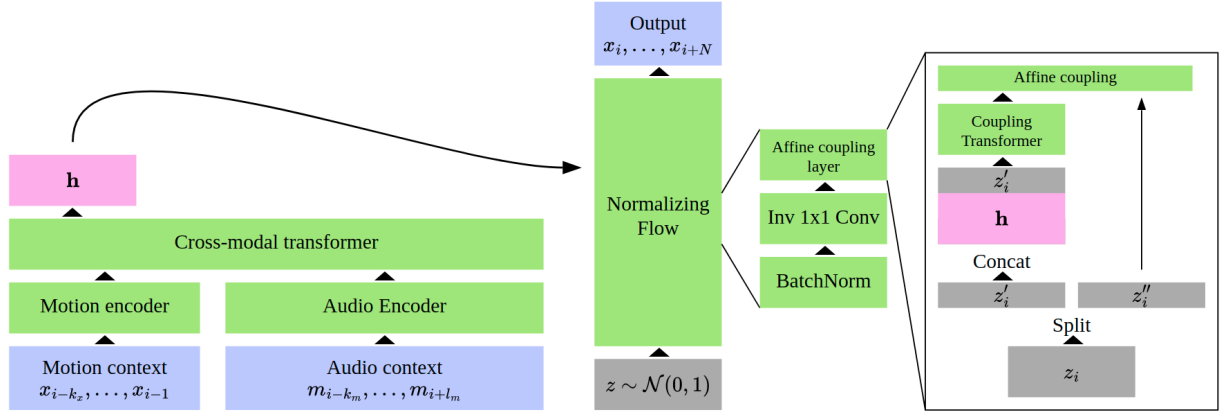 Output
x_i, . . . , x_{i+N}
h
Cross-modal transformer
Motion encoder
Audio Encoder
Motion context
x_{i-k_x}, . . . , x_{i-1}
Audio context
m_{i-k_m}, . . . , m_{i+l_m}
Normalizing
Flow
z ∼ 𝒩(0, 1)
Affine coupling
layer
Inv 1x1 Conv
BatchNorm
Affine coupling
Coupling
Transformer
z′_i
h
Concat
z′_i
z″_i
Split
z_i